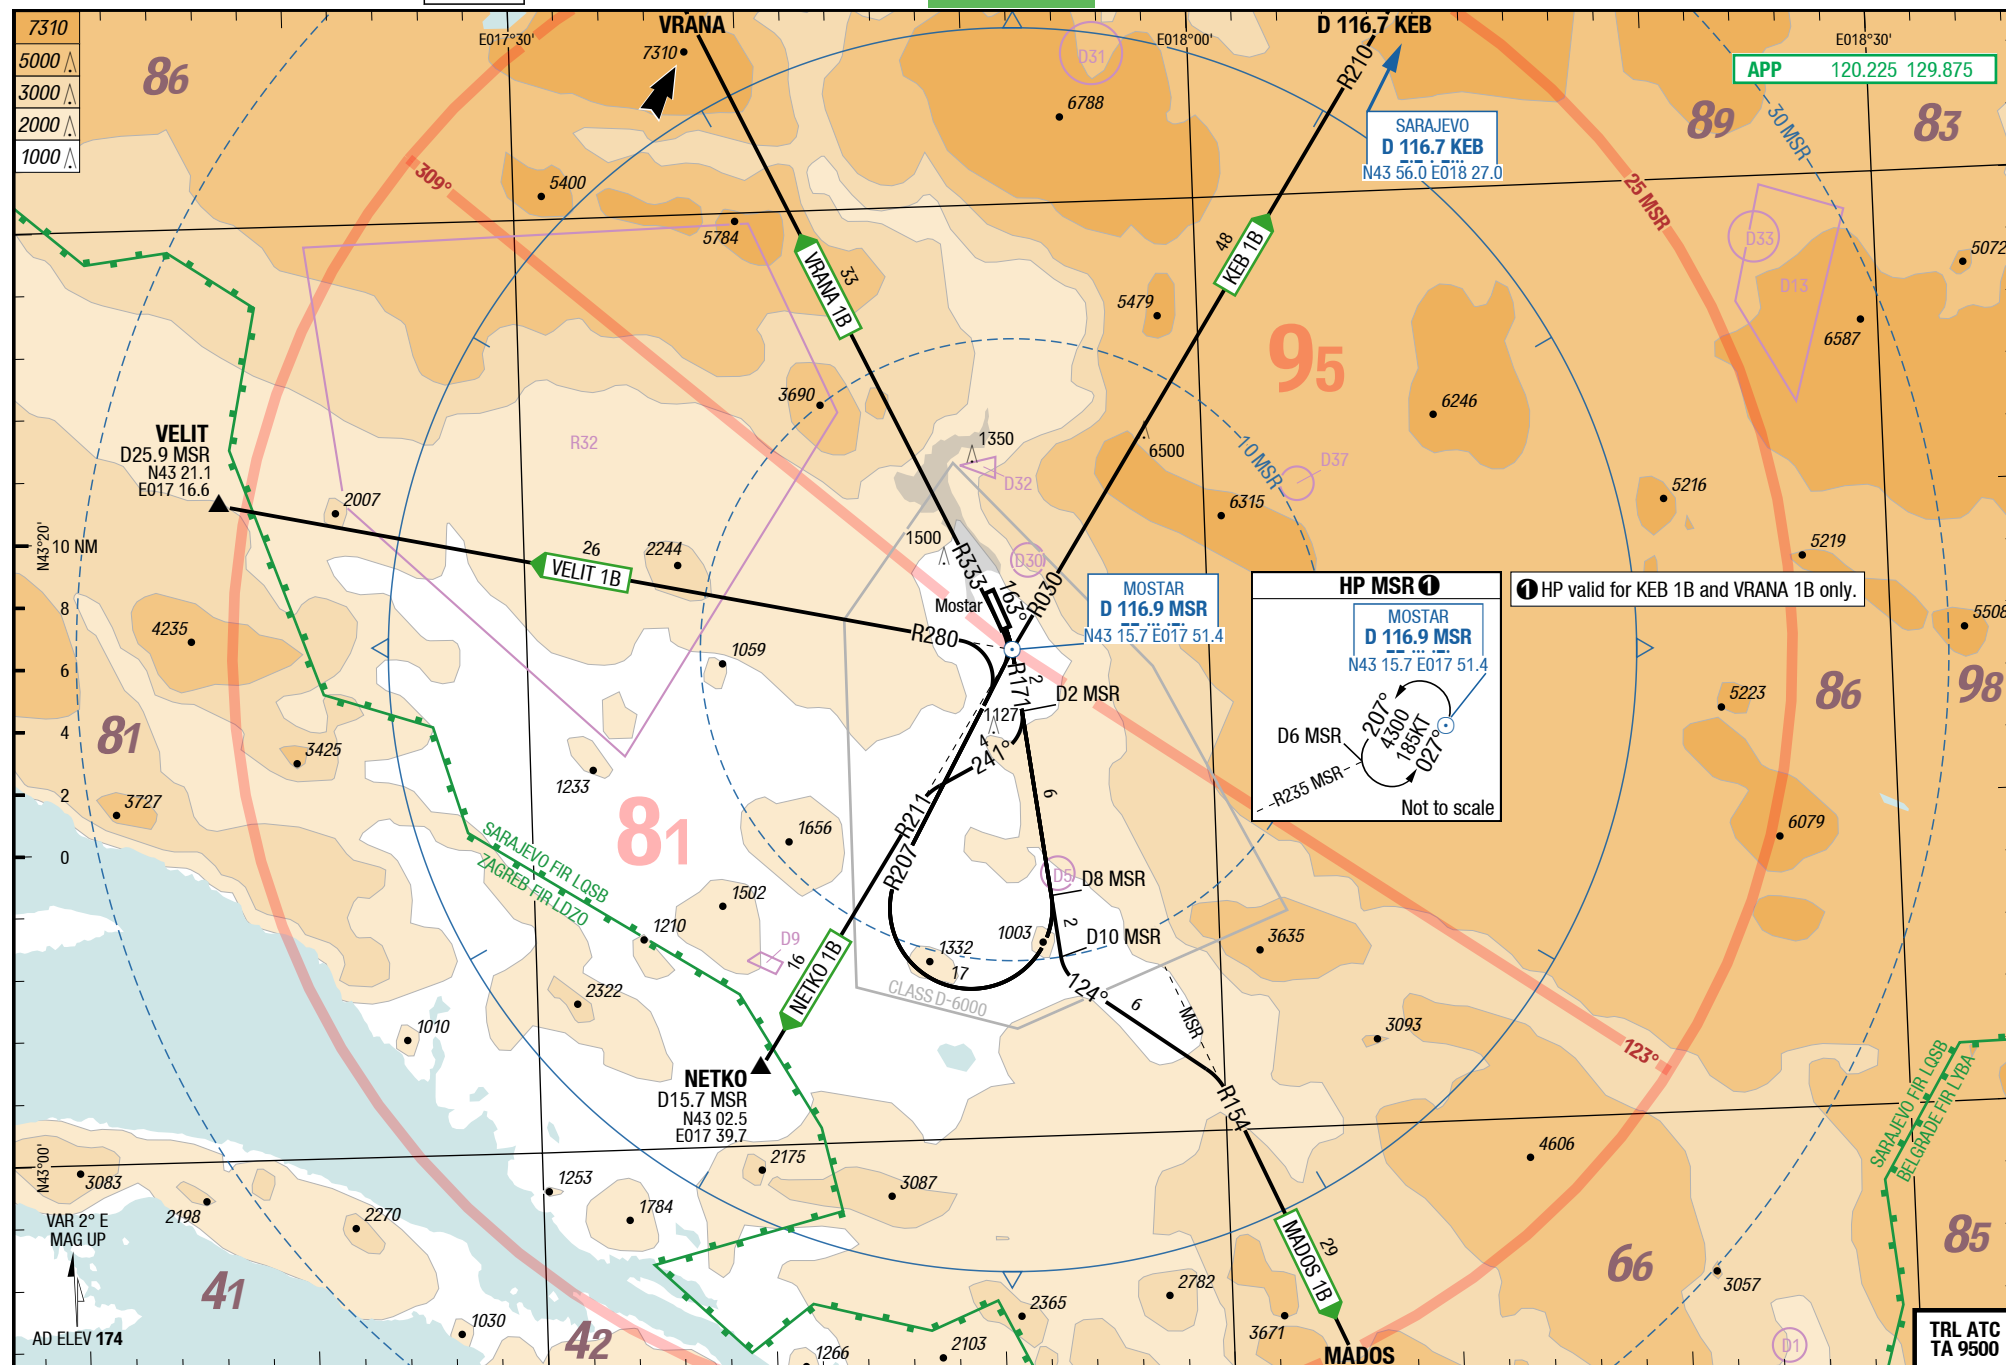 7310
5000
3000
2000
1000
86
E017°30'
VRANA
7310
D31
E018°00'
D 116.7 KEB
E018°30'
APP 120.225 129.875
R210
6788
SARAJEVO
D 116.7 KEB
N43 56.0 E018 27.0
89
30 MSR
83
309°
5400
5784
25 MSR
D33
D13
5072
6587
48
KEB 1B
33
VRANA 1B
5479
95
3690
6246
VELIT
D25.9 MSR
N43 21.1
E017 16.6
R32
1350
D32
6500
10 MSR
D37
6315
2007
5216
N43°20'
10 NM
26
VELIT 1B
2244
1500
R333
D30
163°
R030
Mostar
5219
MOSTAR
D 116.9 MSR
N43 15.7 E017 51.4
HP MSR ❶
❶ HP valid for KEB 1B and VRANA 1B only.
MOSTAR
D 116.9 MSR
N43 15.7 E017 51.4
207°
4300
185KT
027°
D6 MSR
R235 MSR
Not to scale
5508
8
4235
R280
6
1059
R171
2
D2 MSR
5223
86
98
81
3425
4
1127
4
241°
1233
3727
2
6
81
R211
R207
1656
6079
0
SARAJEVO FIR LQSB
ZAGREB FIR LDZO
D5
D8 MSR
1502
1210
D9
16
NETKO 1B
1332
17
1003
2
D10 MSR
3635
2322
CLASS D-6000
124°
6
MSR
1010
3093
123°
NETKO
D15.7 MSR
N43 02.5
E017 39.7
R154
SARAJEVO FIR LQSB
BELGRADE FIR LYBA
N43°00'
3083
2198
2270
1253
1784
2175
3087
4606
VAR 2° E
MAG UP
41
29
MADOS 1B
66
85
3057
2782
2365
3671
AD ELEV 174
1030
42
1266
2103
MADOS
D1
TRL ATC
TA 9500